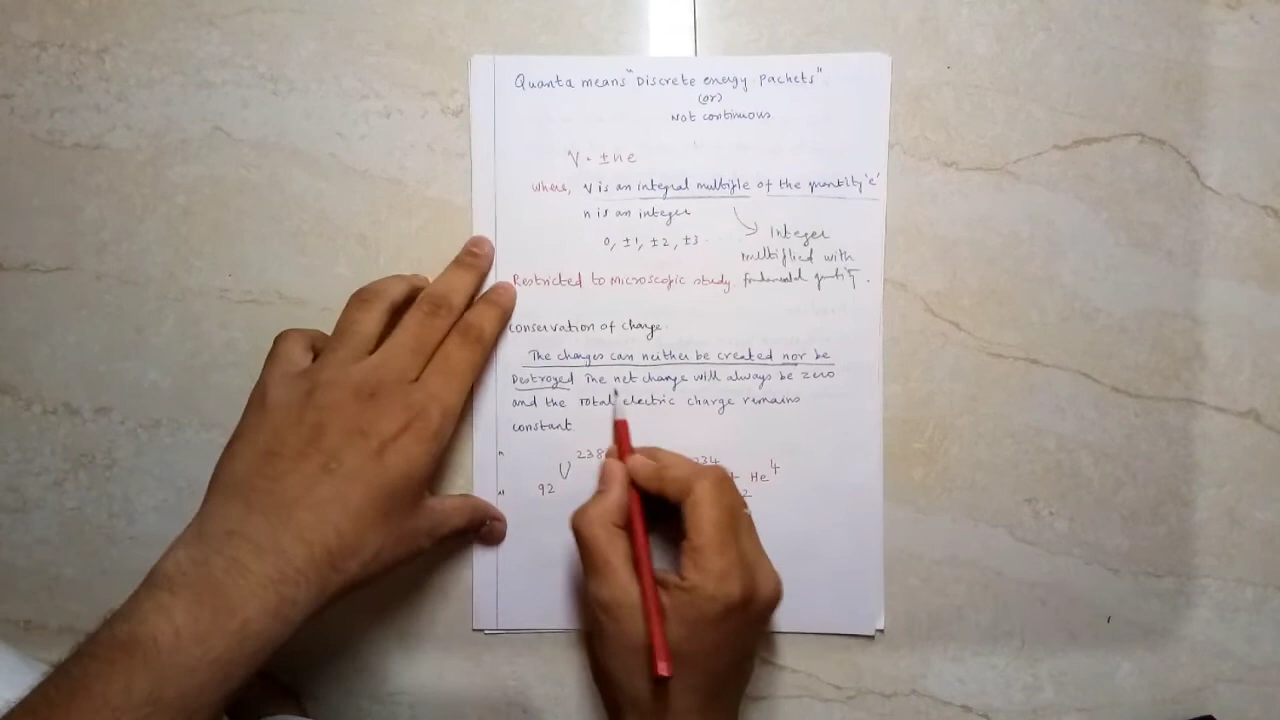 Quanta means "Discrete energy Packets"
(or)
Not continuous
V = ±ne
where, V is an integral multiple of the quantity 'e'
n is an integer
0, ±1, ±2, ±3.
Integer
multiplied with
Restricted to Microscopic study. fundamental quantity.
Conservation of charge.
The charges can neither be created nor be
Destroyed The net charge will always be zero
and the Total electric charge remains
constant
92 U 238 234 + He 4
2